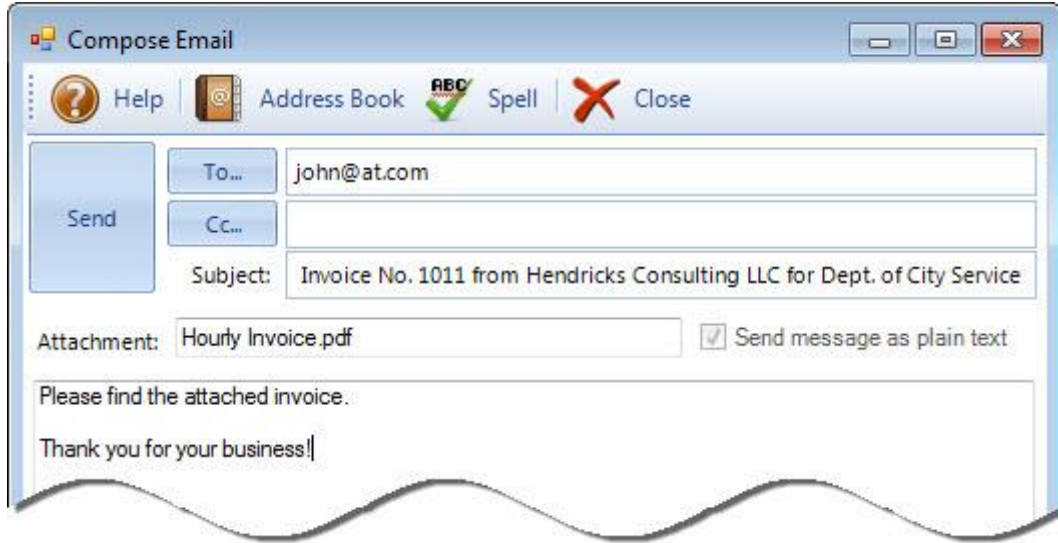 Compose Email
Help Address Book ABC Spell Close
Send
To... john@at.com
Cc...
Subject: Invoice No. 1011 from Hendricks Consulting LLC for Dept. of City Service
Attachment: Hourly Invoice.pdf Send message as plain text
Please find the attached invoice.
Thank you for your business!